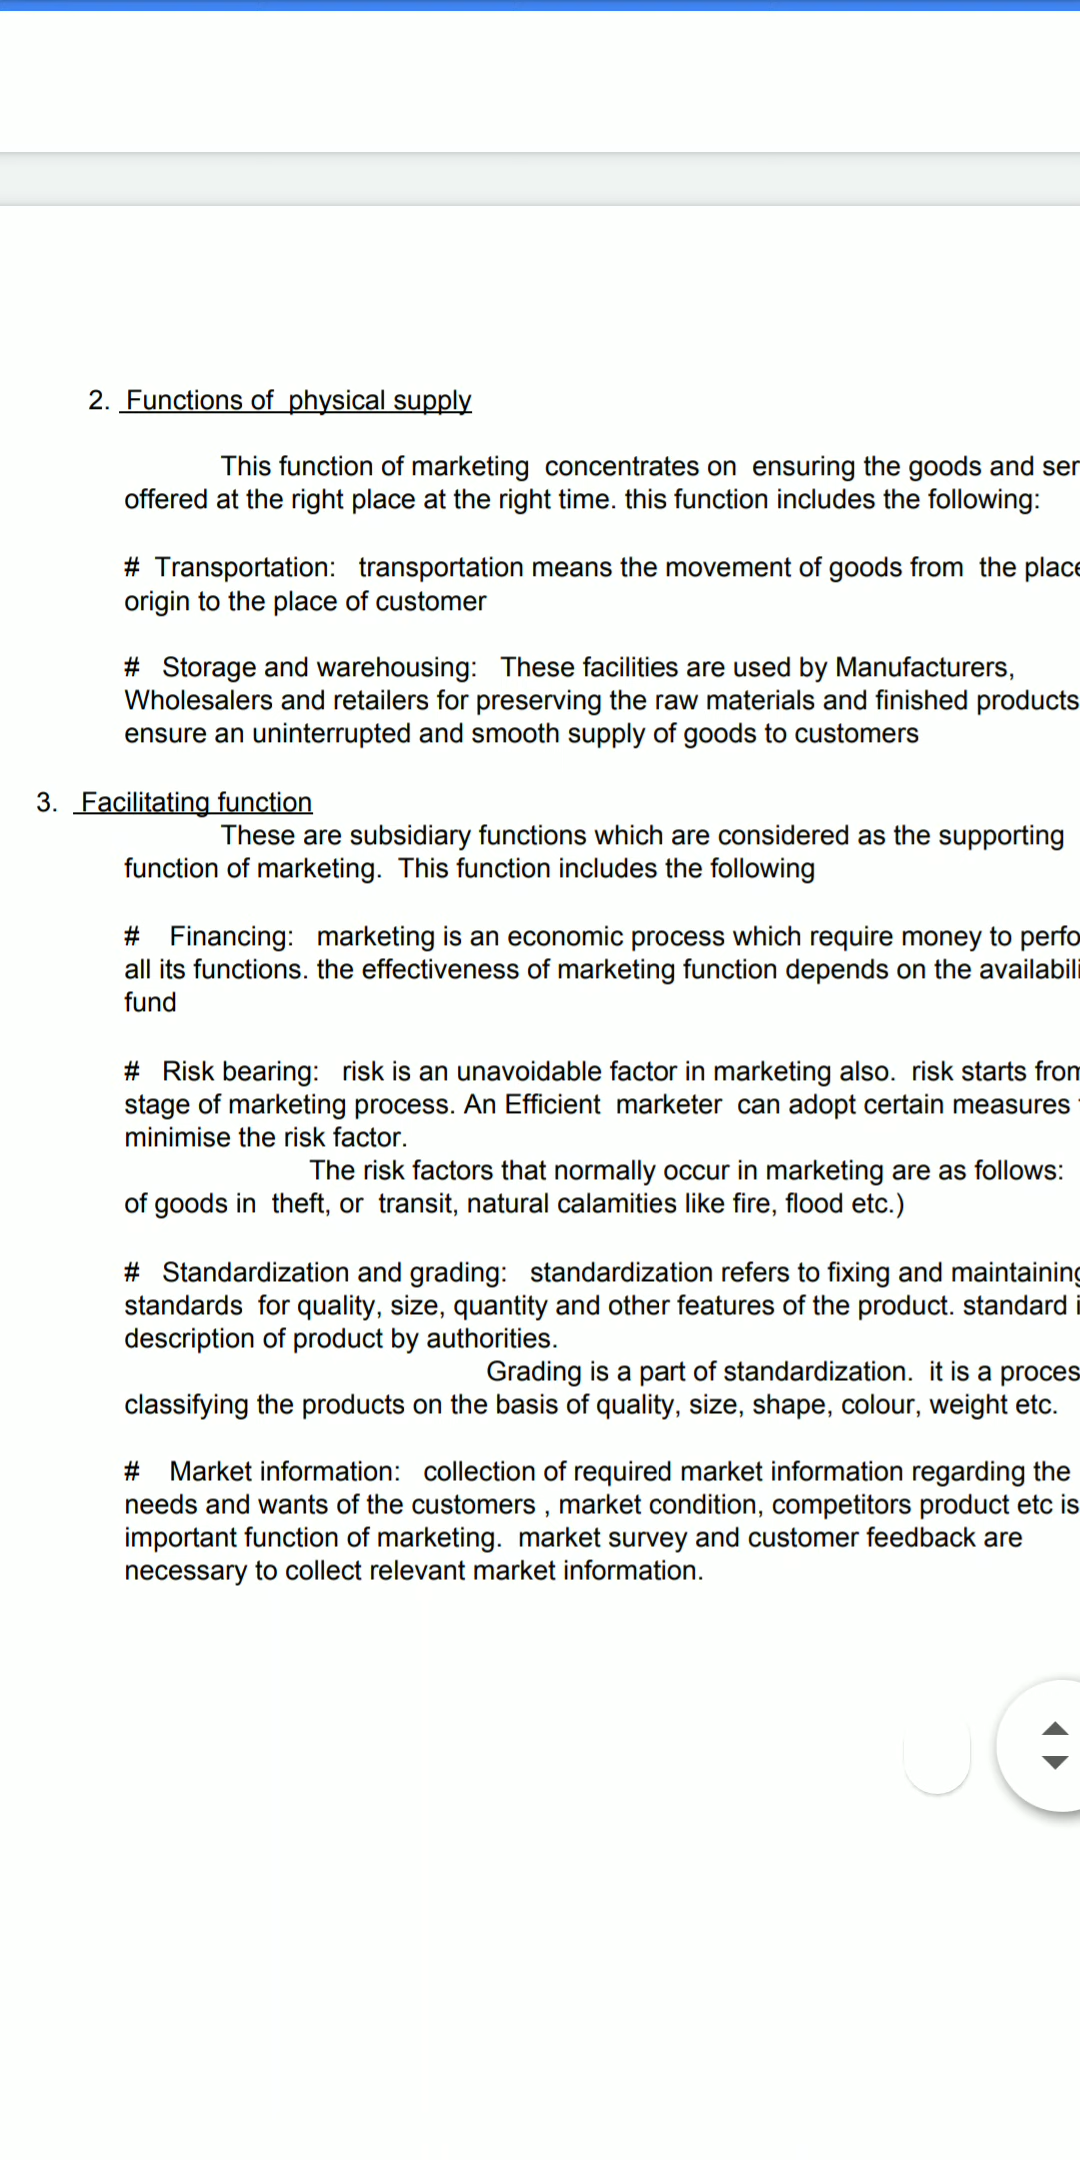 2. Functions of physical supply
This function of marketing concentrates on ensuring the goods and
offered at the right place at the right time. this function includes the following:
# Transportation: transportation means the movement of goods from the place
origin to the place of customer
# Storage and warehousing: These facilities are used by Manufacturers,
Wholesalers and retailers for preserving the raw materials and finished products
ensure an uninterrupted and smooth supply of goods to customers
3. Facilitating function
These are subsidiary functions which are considered as the supporting
function of marketing. This function includes the following
# Financing: marketing is an economic process which require money to
all its functions. the effectiveness of marketing function depends on the
fund
# Risk bearing: risk is an unavoidable factor in marketing also. risk starts from
stage of marketing process. An Efficient marketer can adopt certain measures
minimise the risk factor.
The risk factors that normally occur in marketing are as follows:
of goods in theft, or transit, natural calamities like fire, flood etc.)
# Standardization and grading: standardization refers to fixing and maintaining
standards for quality, size, quantity and other features of the product. standard
description of product by authorities.
Grading is a part of standardization. it is a
classifying the products on the basis of quality, size, shape, colour, weight etc.
# Market information: collection of required market information regarding the
needs and wants of the customers , market condition, competitors product etc is
important function of marketing. market survey and customer feedback are
necessary to collect relevant market information.